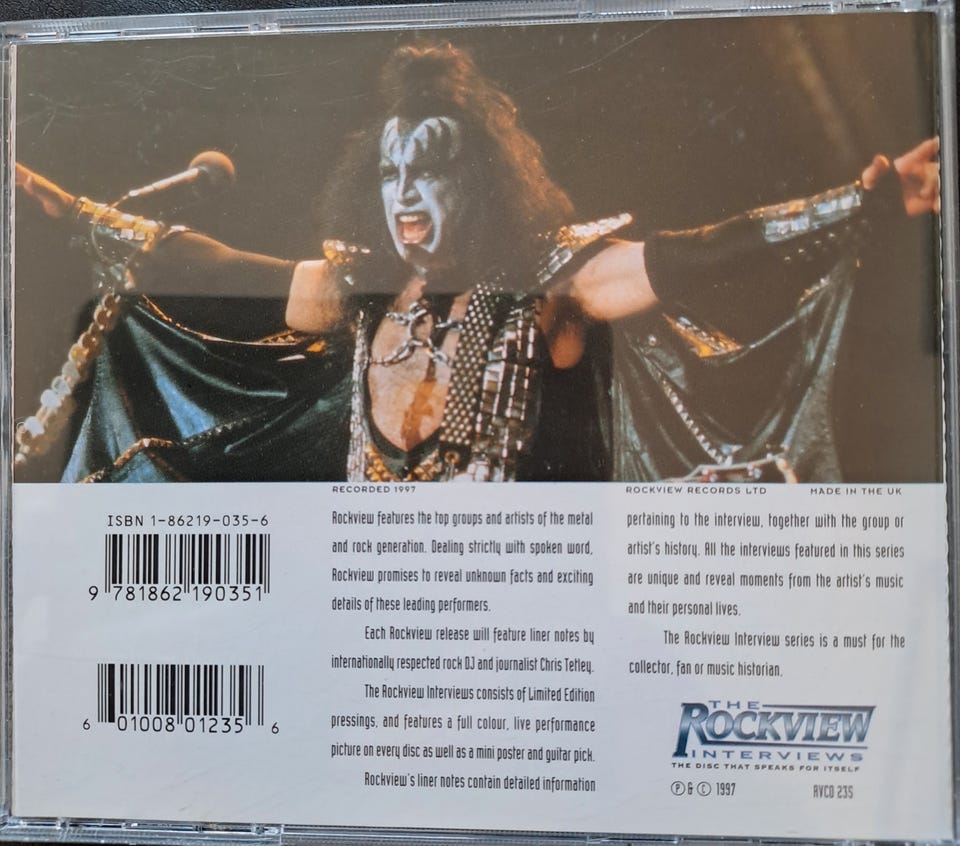 ISBN 1-86219-035-6
9 781862 190351
6 01008 01235 6
RECORDED 1997
Rockview features the top groups and artists of the metal
and rock generation. Dealing strictly with spoken word,
Rockview promises to reveal unknown facts and exciting
details of these leading performers.
Each Rockview release will feature liner notes by
internationally respected rock DJ and journalist Chris Tetley.
The Rockview Interviews consists of Limited Edition
pressings, and features a full colour, live performance
picture on every disc as well as a mini poster and guitar pick.
Rockview's liner notes contain detailed information
ROCKVIEW RECORDS LTD MADE IN THE UK
pertaining to the interview, together with the group or
artist's history. All the interviews featured in this series
are unique and reveal moments from the artist's music
and their personal lives.
The Rockview Interview series is a must for the
collector, fan or music historian.
THE
ROCKVIEW
INTERVIEWS
THE DISC THAT SPEAKS FOR ITSELF
Ⓟ & © 1997 RVCD 235